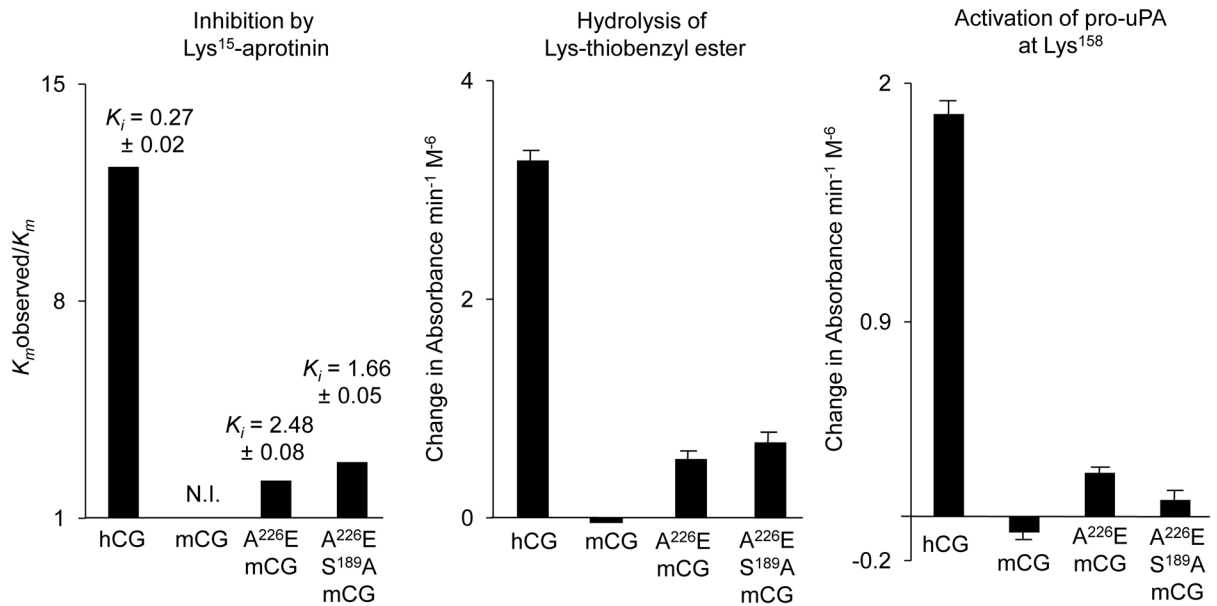 Inhibition by
Lys¹⁵-aprotinin
15
8
1
Kₘobserved/Kₘ
Kᵢ = 0.27
± 0.02
N.I.
Kᵢ = 2.48
± 0.08
Kᵢ = 1.66
± 0.05
hCG
mCG
A²²⁶E
mCG
A²²⁶E
S¹⁸⁹A
mCG
Hydrolysis of
Lys-thiobenzyl ester
4
2
0
Change in Absorbance min⁻¹ M⁻⁶
hCG
mCG
A²²⁶E
mCG
A²²⁶E
S¹⁸⁹A
mCG
Activation of pro-uPA
at Lys¹⁵⁸
2
0.9
-0.2
Change in Absorbance min⁻¹ M⁻⁶
hCG
mCG
A²²⁶E
mCG
A²²⁶E
S¹⁸⁹A
mCG